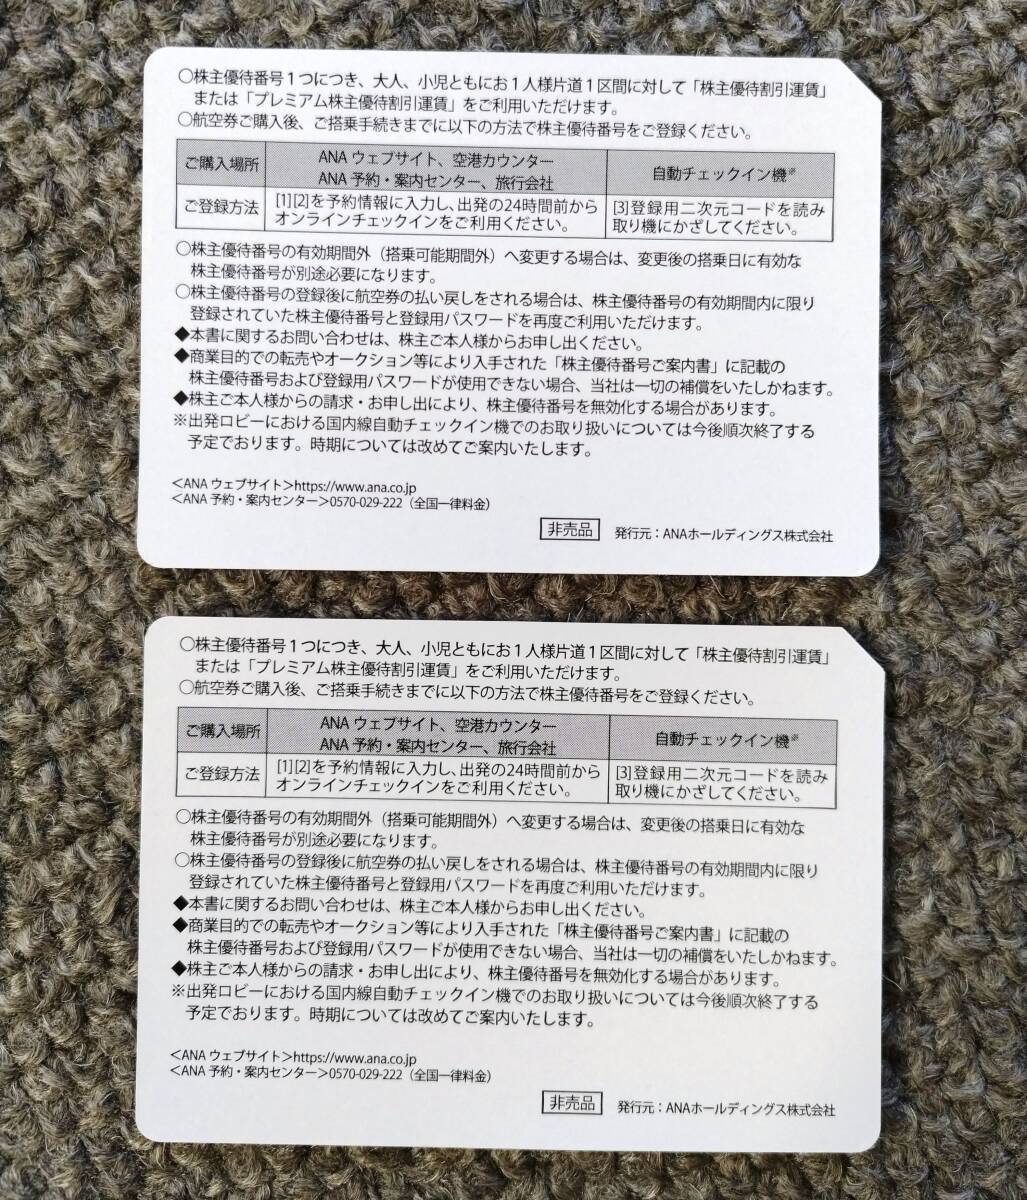 ○株主優待番号1つにつき、大人、小児ともにお1人様片道1区間に対して「株主優待割引運賃」
または「プレミアム株主優待割引運賃」をご利用いただけます。
○航空券ご購入後、ご搭乗手続きまでに以下の方法で株主優待番号をご登録ください。
ご購入場所
ANA ウェブサイト、空港カウンター
ANA 予約・案内センター、旅行会社
自動チェックイン機※
ご登録方法
[1][2]を予約情報に入力し、出発の24時間前から
オンラインチェックインをご利用ください。
[3]登録用二次元コードを読み
取り機にかざしてください。
○株主優待番号の有効期間外（搭乗可能期間外）へ変更する場合は、変更後の搭乗日に有効な
株主優待番号が別途必要になります。
○株主優待番号の登録後に航空券の払い戻しをされる場合は、株主優待番号の有効期間内に限り
登録されていた株主優待番号と登録用パスワードを再度ご利用いただけます。
◆本書に関するお問い合わせは、株主ご本人様からお申し出ください。
◆商業目的での転売やオークション等により入手された「株主優待番号ご案内書」に記載の
株主優待番号および登録用パスワードが使用できない場合、当社は一切の補償をいたしかねます。
◆株主ご本人様からの請求・お申し出により、株主優待番号を無効化する場合があります。
※出発ロビーにおける国内線自動チェックイン機でのお取り扱いについては今後順次終了する
予定でおります。時期については改めてご案内いたします。
＜ANA ウェブサイト＞https://www.ana.co.jp
＜ANA 予約・案内センター＞0570-029-222（全国一律料金）
非売品 発行元：ANAホールディングス株式会社
○株主優待番号1つにつき、大人、小児ともにお1人様片道1区間に対して「株主優待割引運賃」
または「プレミアム株主優待割引運賃」をご利用いただけます。
○航空券ご購入後、ご搭乗手続きまでに以下の方法で株主優待番号をご登録ください。
ご購入場所
ANA ウェブサイト、空港カウンター
ANA 予約・案内センター、旅行会社
自動チェックイン機※
ご登録方法
[1][2]を予約情報に入力し、出発の24時間前から
オンラインチェックインをご利用ください。
[3]登録用二次元コードを読み
取り機にかざしてください。
○株主優待番号の有効期間外（搭乗可能期間外）へ変更する場合は、変更後の搭乗日に有効な
株主優待番号が別途必要になります。
○株主優待番号の登録後に航空券の払い戻しをされる場合は、株主優待番号の有効期間内に限り
登録されていた株主優待番号と登録用パスワードを再度ご利用いただけます。
◆本書に関するお問い合わせは、株主ご本人様からお申し出ください。
◆商業目的での転売やオークション等により入手された「株主優待番号ご案内書」に記載の
株主優待番号および登録用パスワードが使用できない場合、当社は一切の補償をいたしかねます。
◆株主ご本人様からの請求・お申し出により、株主優待番号を無効化する場合があります。
※出発ロビーにおける国内線自動チェックイン機でのお取り扱いについては今後順次終了する
予定でおります。時期については改めてご案内いたします。
＜ANA ウェブサイト＞https://www.ana.co.jp
＜ANA 予約・案内センター＞0570-029-222（全国一律料金）
非売品 発行元：ANAホールディングス株式会社